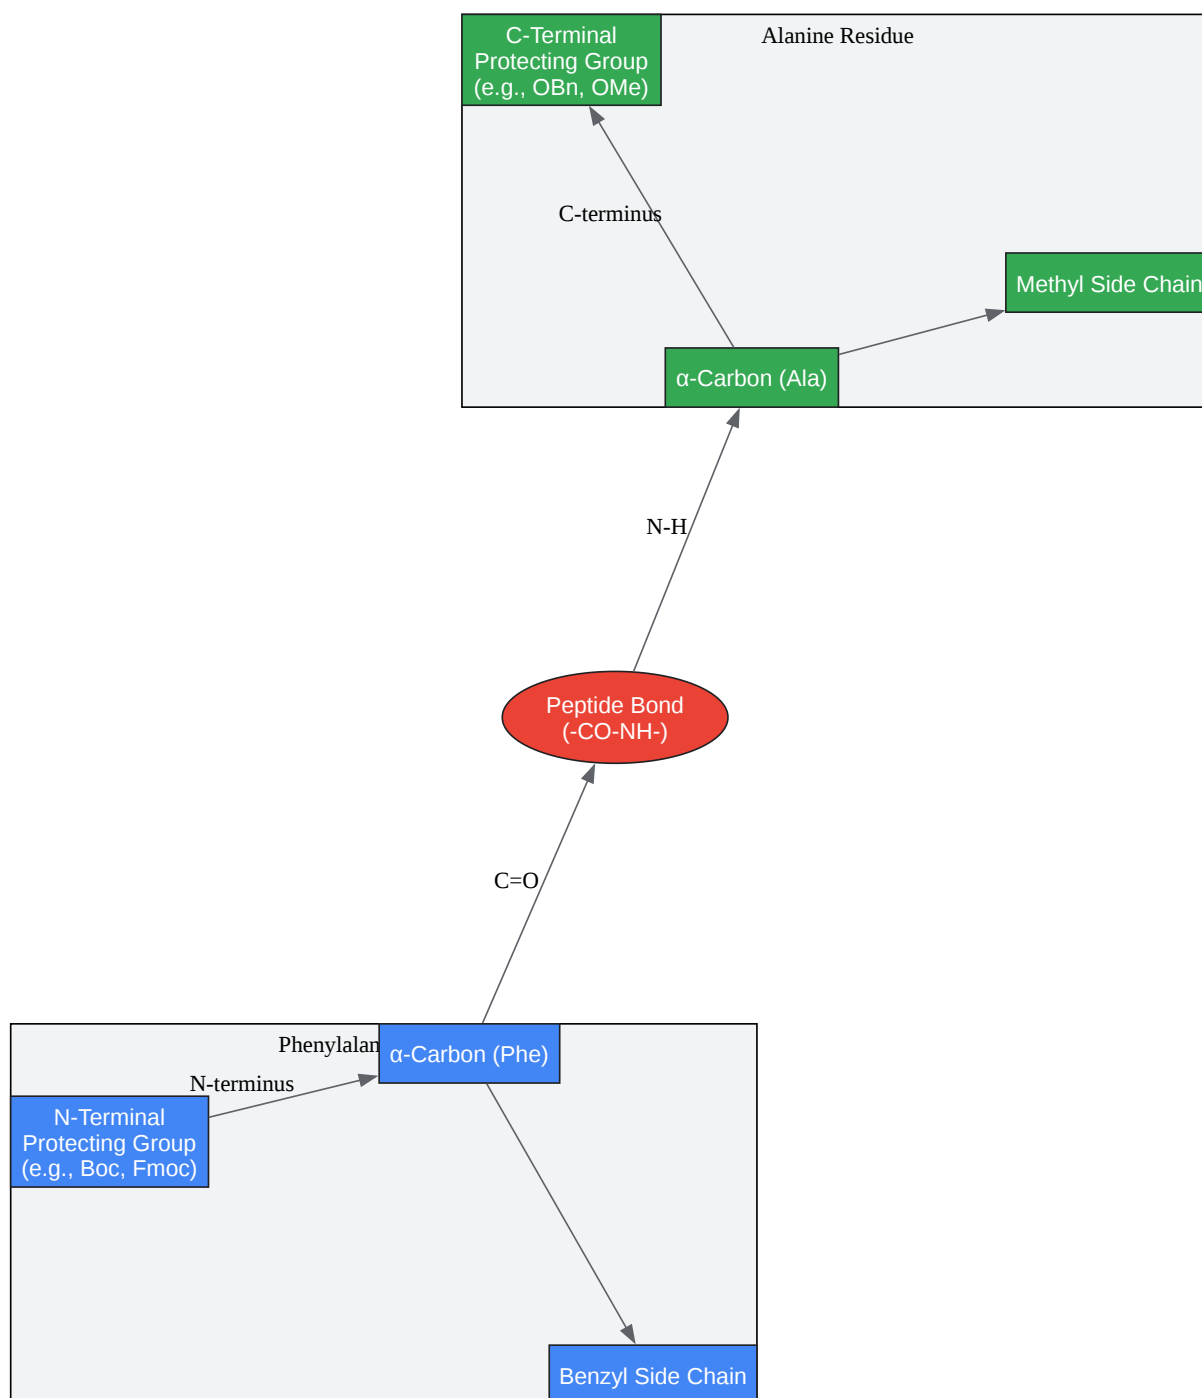 C-Terminal
Protecting Group
(e.g., OBn, OMe)
Alanine Residue
C-terminus
Methyl Side Chain
α-Carbon (Ala)
N-H
Peptide Bond
(-CO-NH-)
C=O
Phenylalan
α-Carbon (Phe)
N-terminus
N-Terminal
Protecting Group
(e.g., Boc, Fmoc)
Benzyl Side Chain